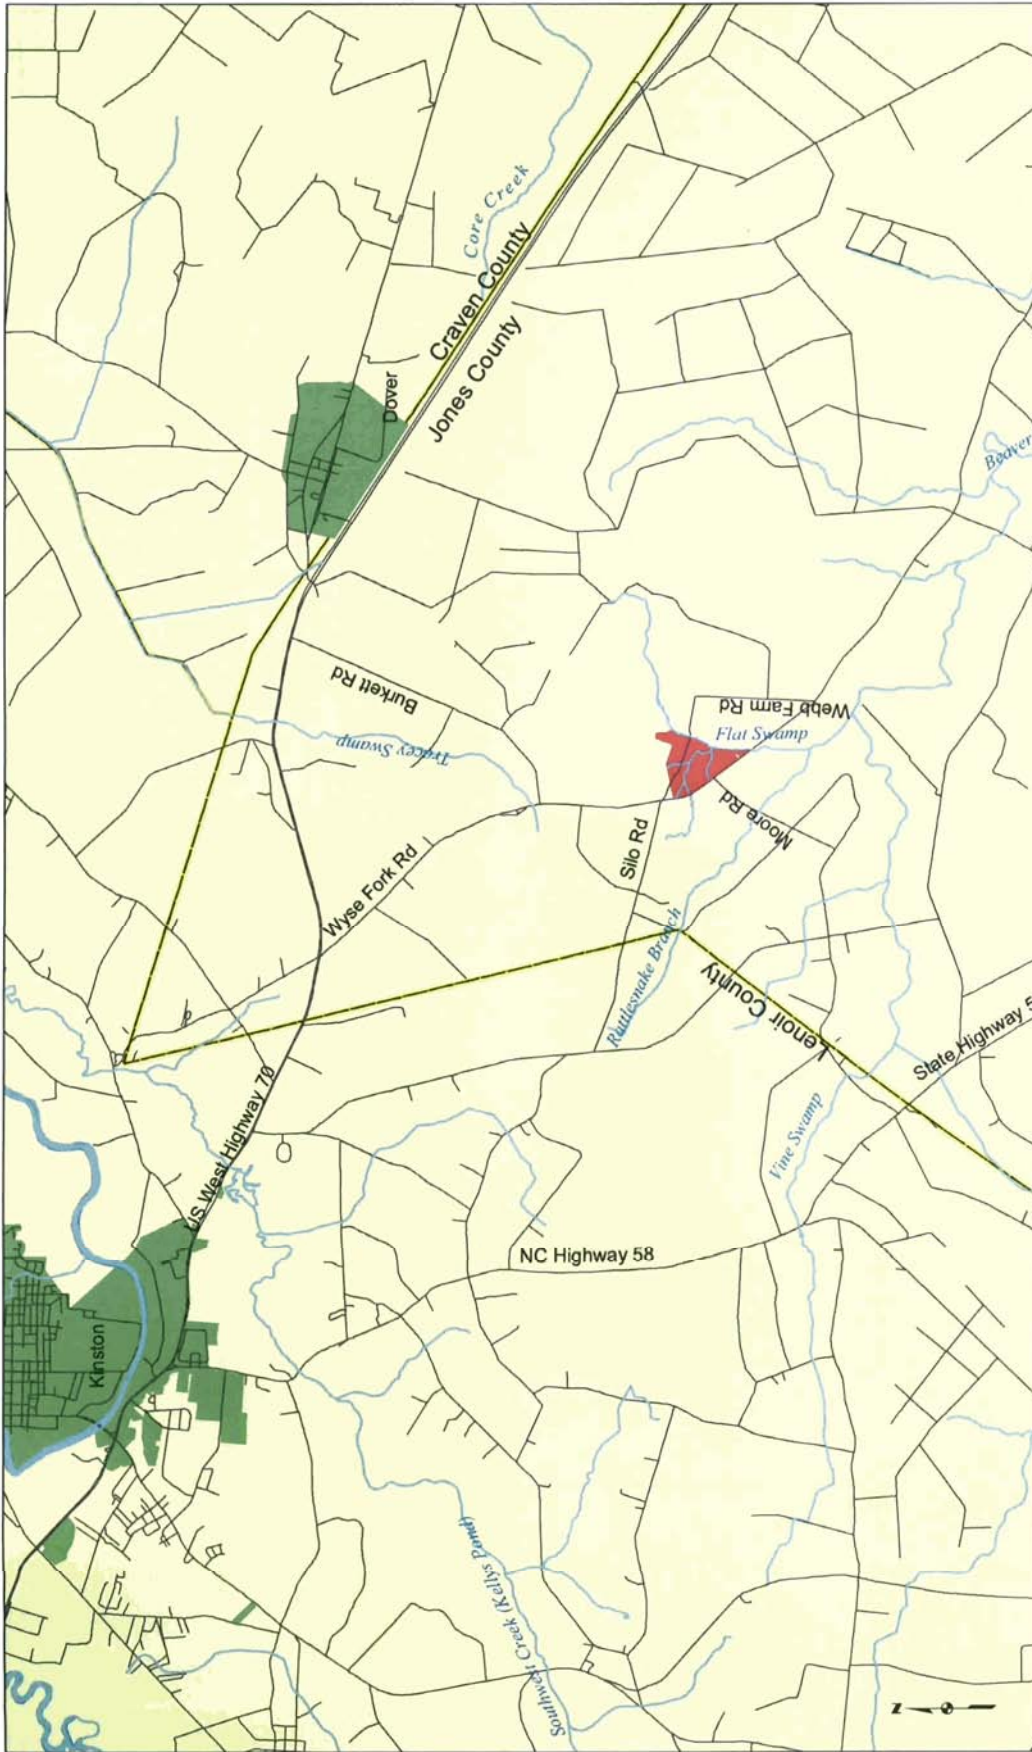 Core Creek
Craven County
Jones County
Dover
Burkett Rd
Tracey Swamp
Beaver
Webb Farm Rd
Flat Swamp
Moore Rd
Silo Rd
Wyse Fork Rd
Rattlesnake Branch
Lenoir County
State Highway 5
Vine Swamp
US West Highway 70
NC Highway 58
Kinston
Southwest Creek (Kellys Pond)
N